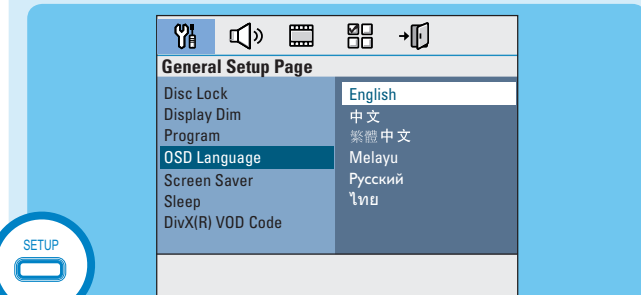 General Setup Page
Disc Lock
Display Dim
Program
OSD Language
Screen Saver
Sleep
DivX(R) VOD Code
English
中文
繁體中文
Melayu
Русский
ไทย
SETUP